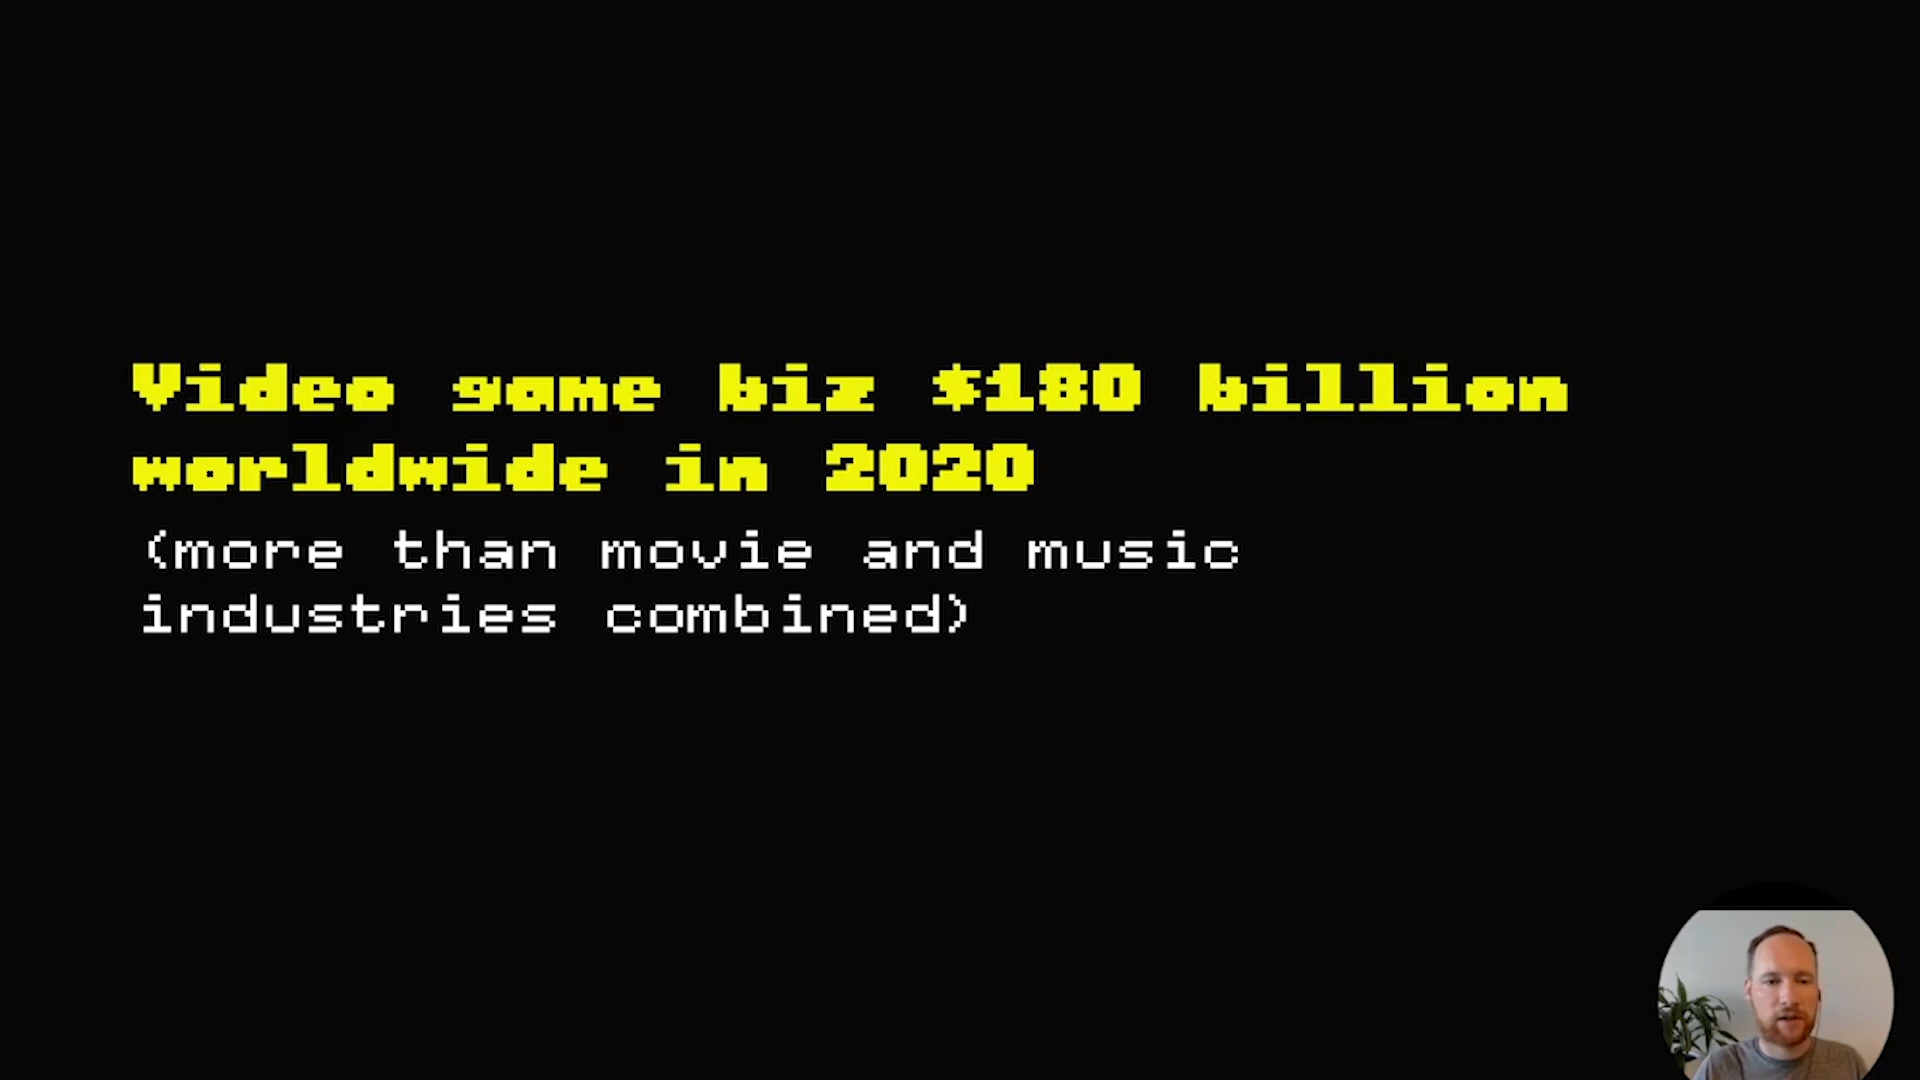 Video game biz $180 billion
worldwide in 2020
(more than movie and music
industries combined)